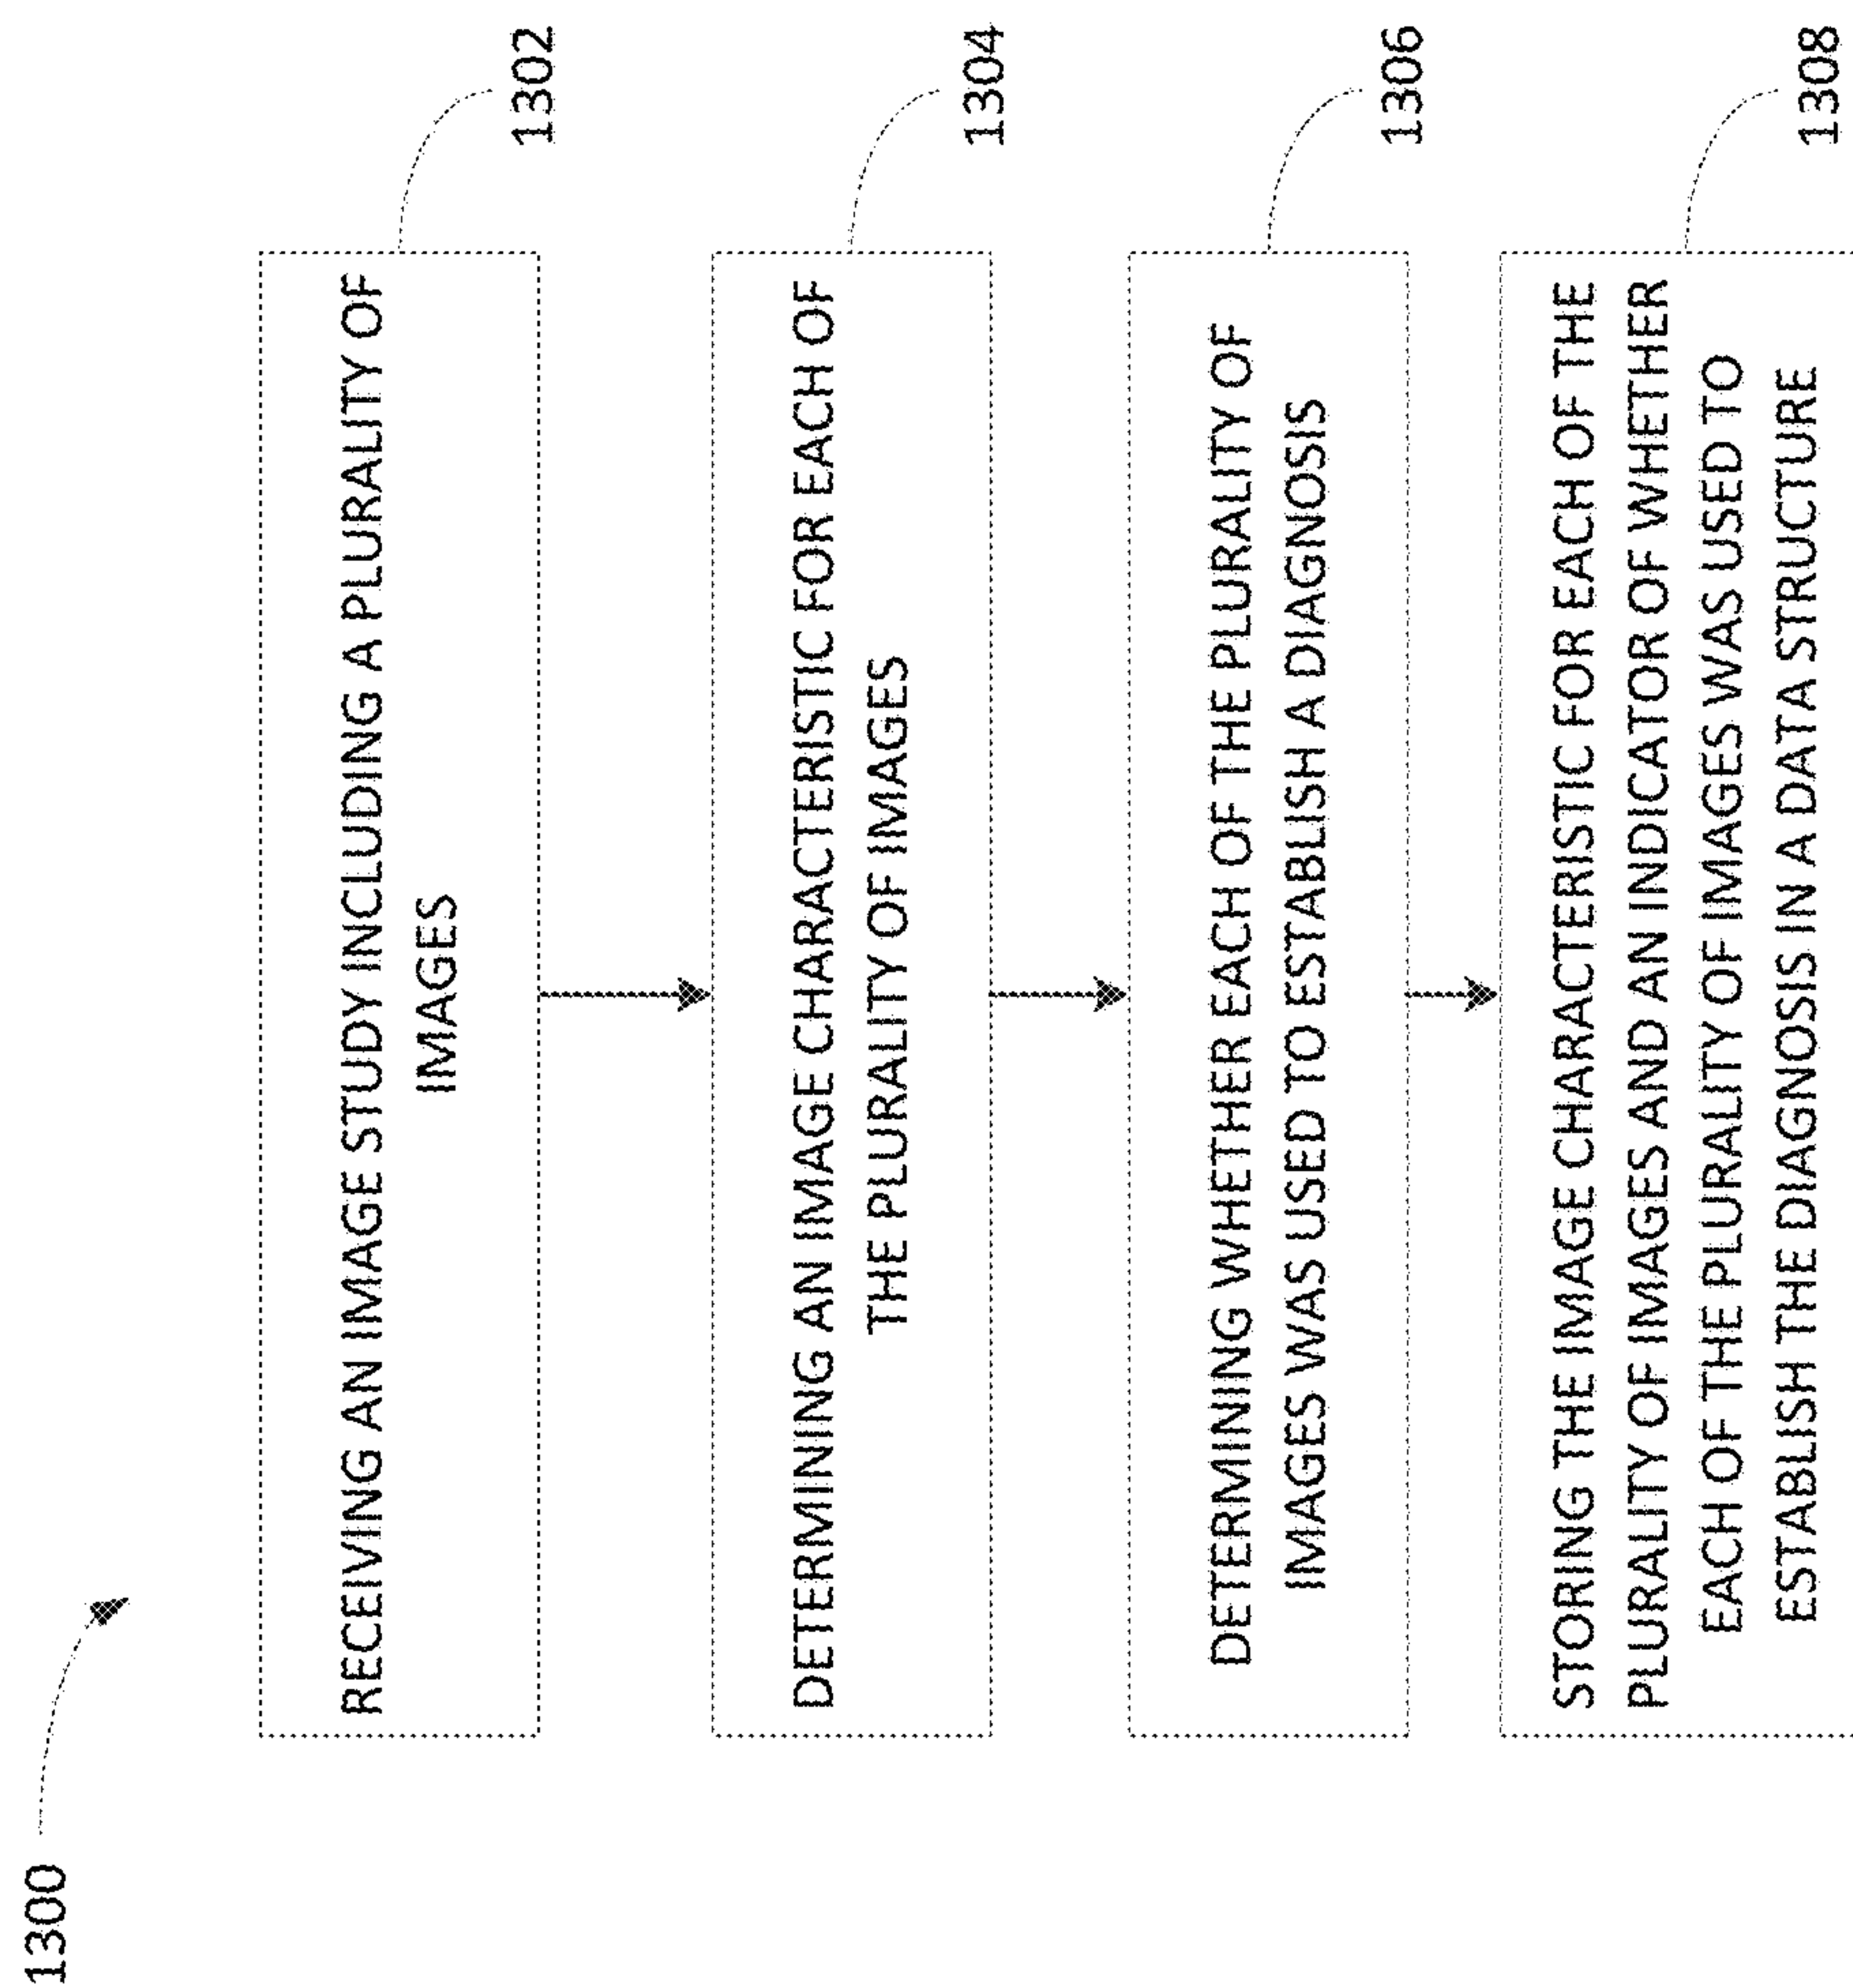 1300
RECEIVING AN IMAGE STUDY INCLUDING A PLURALITY OF
IMAGES
1302
DETERMINING AN IMAGE CHARACTERISTIC FOR EACH OF
THE PLURALITY OF IMAGES
1304
DETERMINING WHETHER EACH OF THE PLURALITY OF
IMAGES WAS USED TO ESTABLISH A DIAGNOSIS
1306
STORING THE IMAGE CHARACTERISTIC FOR EACH OF THE
PLURALITY OF IMAGES AND AN INDICATOR OF WHETHER
EACH OF THE PLURALITY OF IMAGES WAS USED TO
ESTABLISH THE DIAGNOSIS IN A DATA STRUCTURE
1308